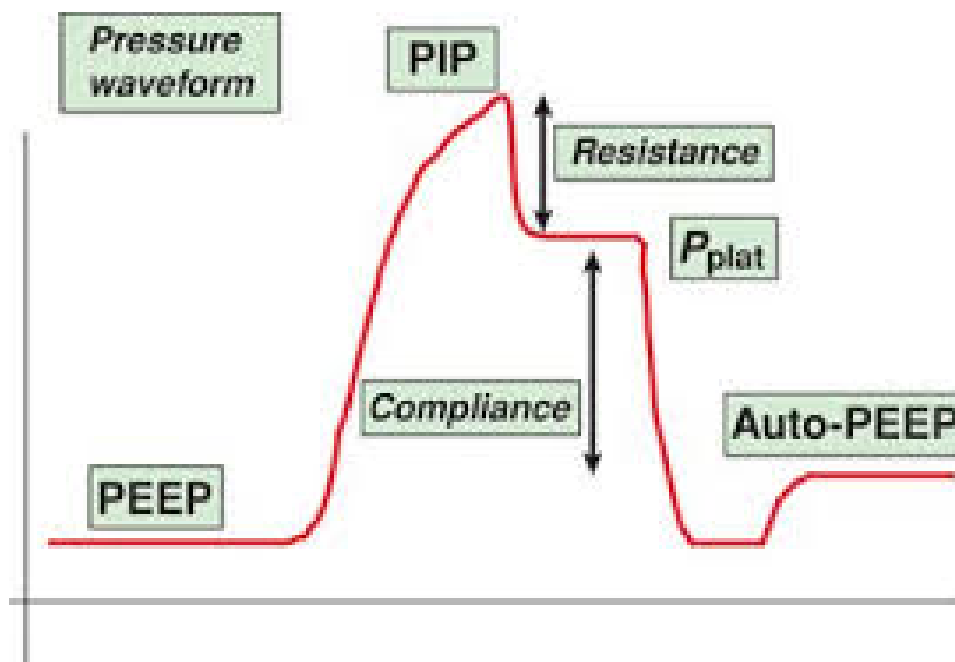 Pressure
waveform
PIP
Resistance
Pplat
Compliance
Auto-PEEP
PEEP